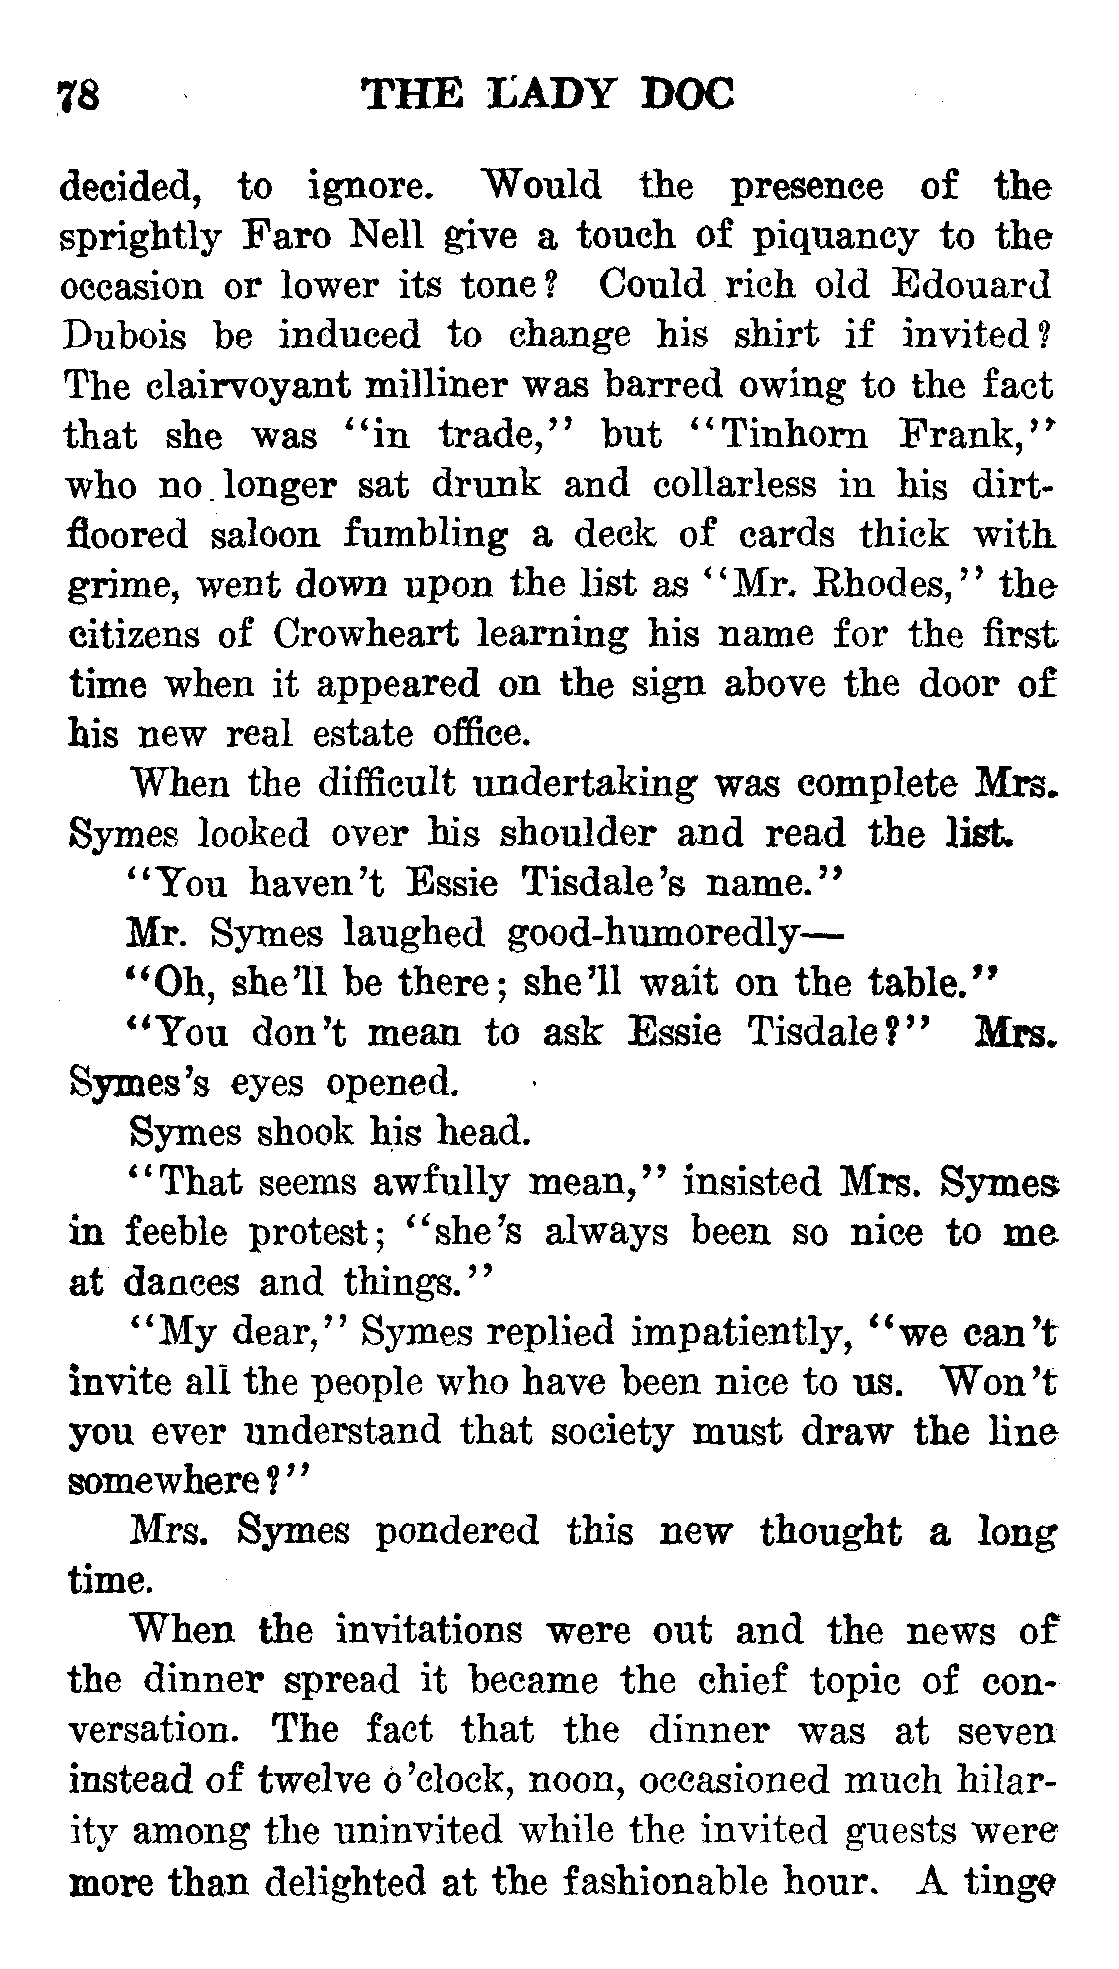 78 THE LADY DOC
decided, to ignore. Would the presence of the
sprightly Faro Nell give a touch of piquancy to the
occasion or lower its tone? Could rich old Edouard
Dubois be induced to change his shirt if invited?
The clairvoyant milliner was barred owing to the fact
that she was "in trade," but "Tinhorn Frank,"
who no longer sat drunk and collarless in his dirt-
floored saloon fumbling a deck of cards thick with
grime, went down upon the list as "Mr. Rhodes," the
citizens of Crowheart learning his name for the first
time when it appeared on the sign above the door of
his new real estate office.
When the difficult undertaking was complete Mrs.
Symes looked over his shoulder and read the list.
"You haven't Essie Tisdale's name."
Mr. Symes laughed good-humoredly—
"Oh, she'll be there; she'll wait on the table."
"You don't mean to ask Essie Tisdale?" Mrs.
Symes's eyes opened.
Symes shook his head.
"That seems awfully mean," insisted Mrs. Symes
in feeble protest; "she's always been so nice to me
at dances and things."
"My dear," Symes replied impatiently, "we can't
invite all the people who have been nice to us. Won't
you ever understand that society must draw the line
somewhere?"
Mrs. Symes pondered this new thought a long
time.
When the invitations were out and the news of
the dinner spread it became the chief topic of con-
versation. The fact that the dinner was at seven
instead of twelve o'clock, noon, occasioned much hilar-
ity among the uninvited while the invited guests were
more than delighted at the fashionable hour. A tinge